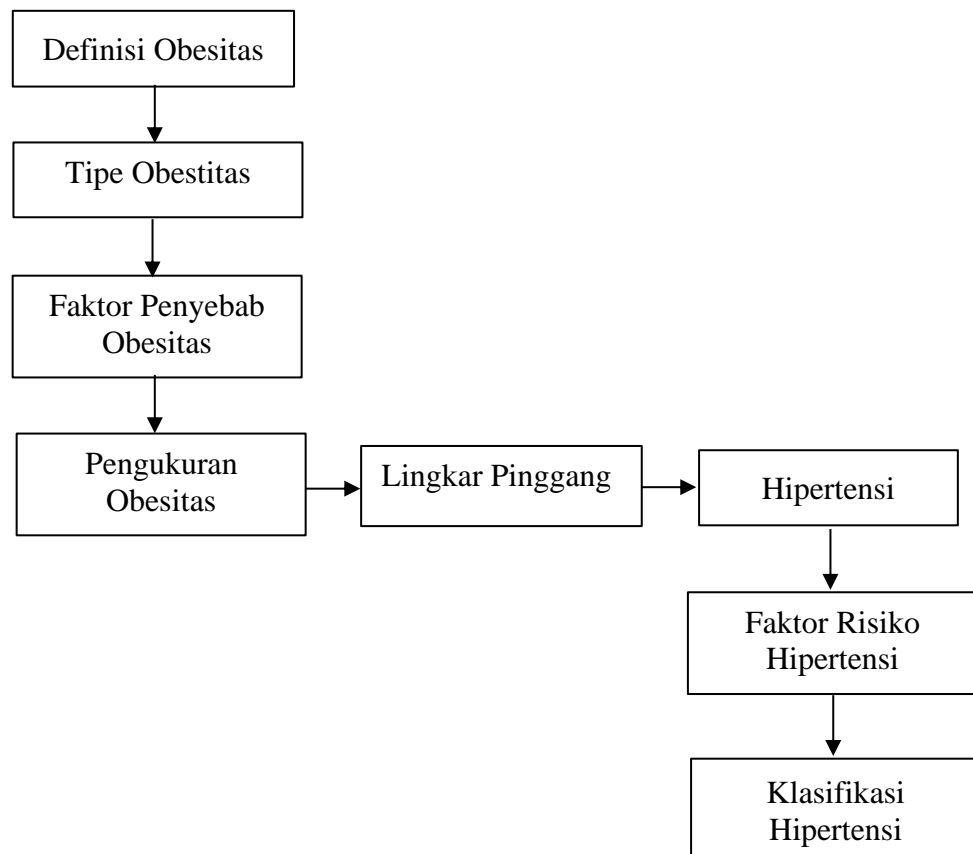 Definisi Obesitas
Tipe Obestitas
Faktor Penyebab
Obesitas
Pengukuran
Obesitas
Lingkar Pinggang
Hipertensi
Faktor Risiko
Hipertensi
Klasifikasi
Hipertensi